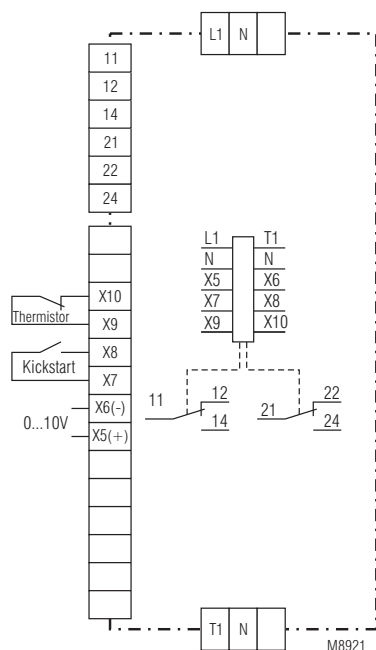 L1 N
11
12
14
21
22
24
L1 T1
N N
X5 X6
X7 X8
X9 X10
X10
Thermistor
X9
X8
Kickstart
X7
X6(-)
0...10V
X5(+)
11 12
14
21 22
24
T1 N
M8921